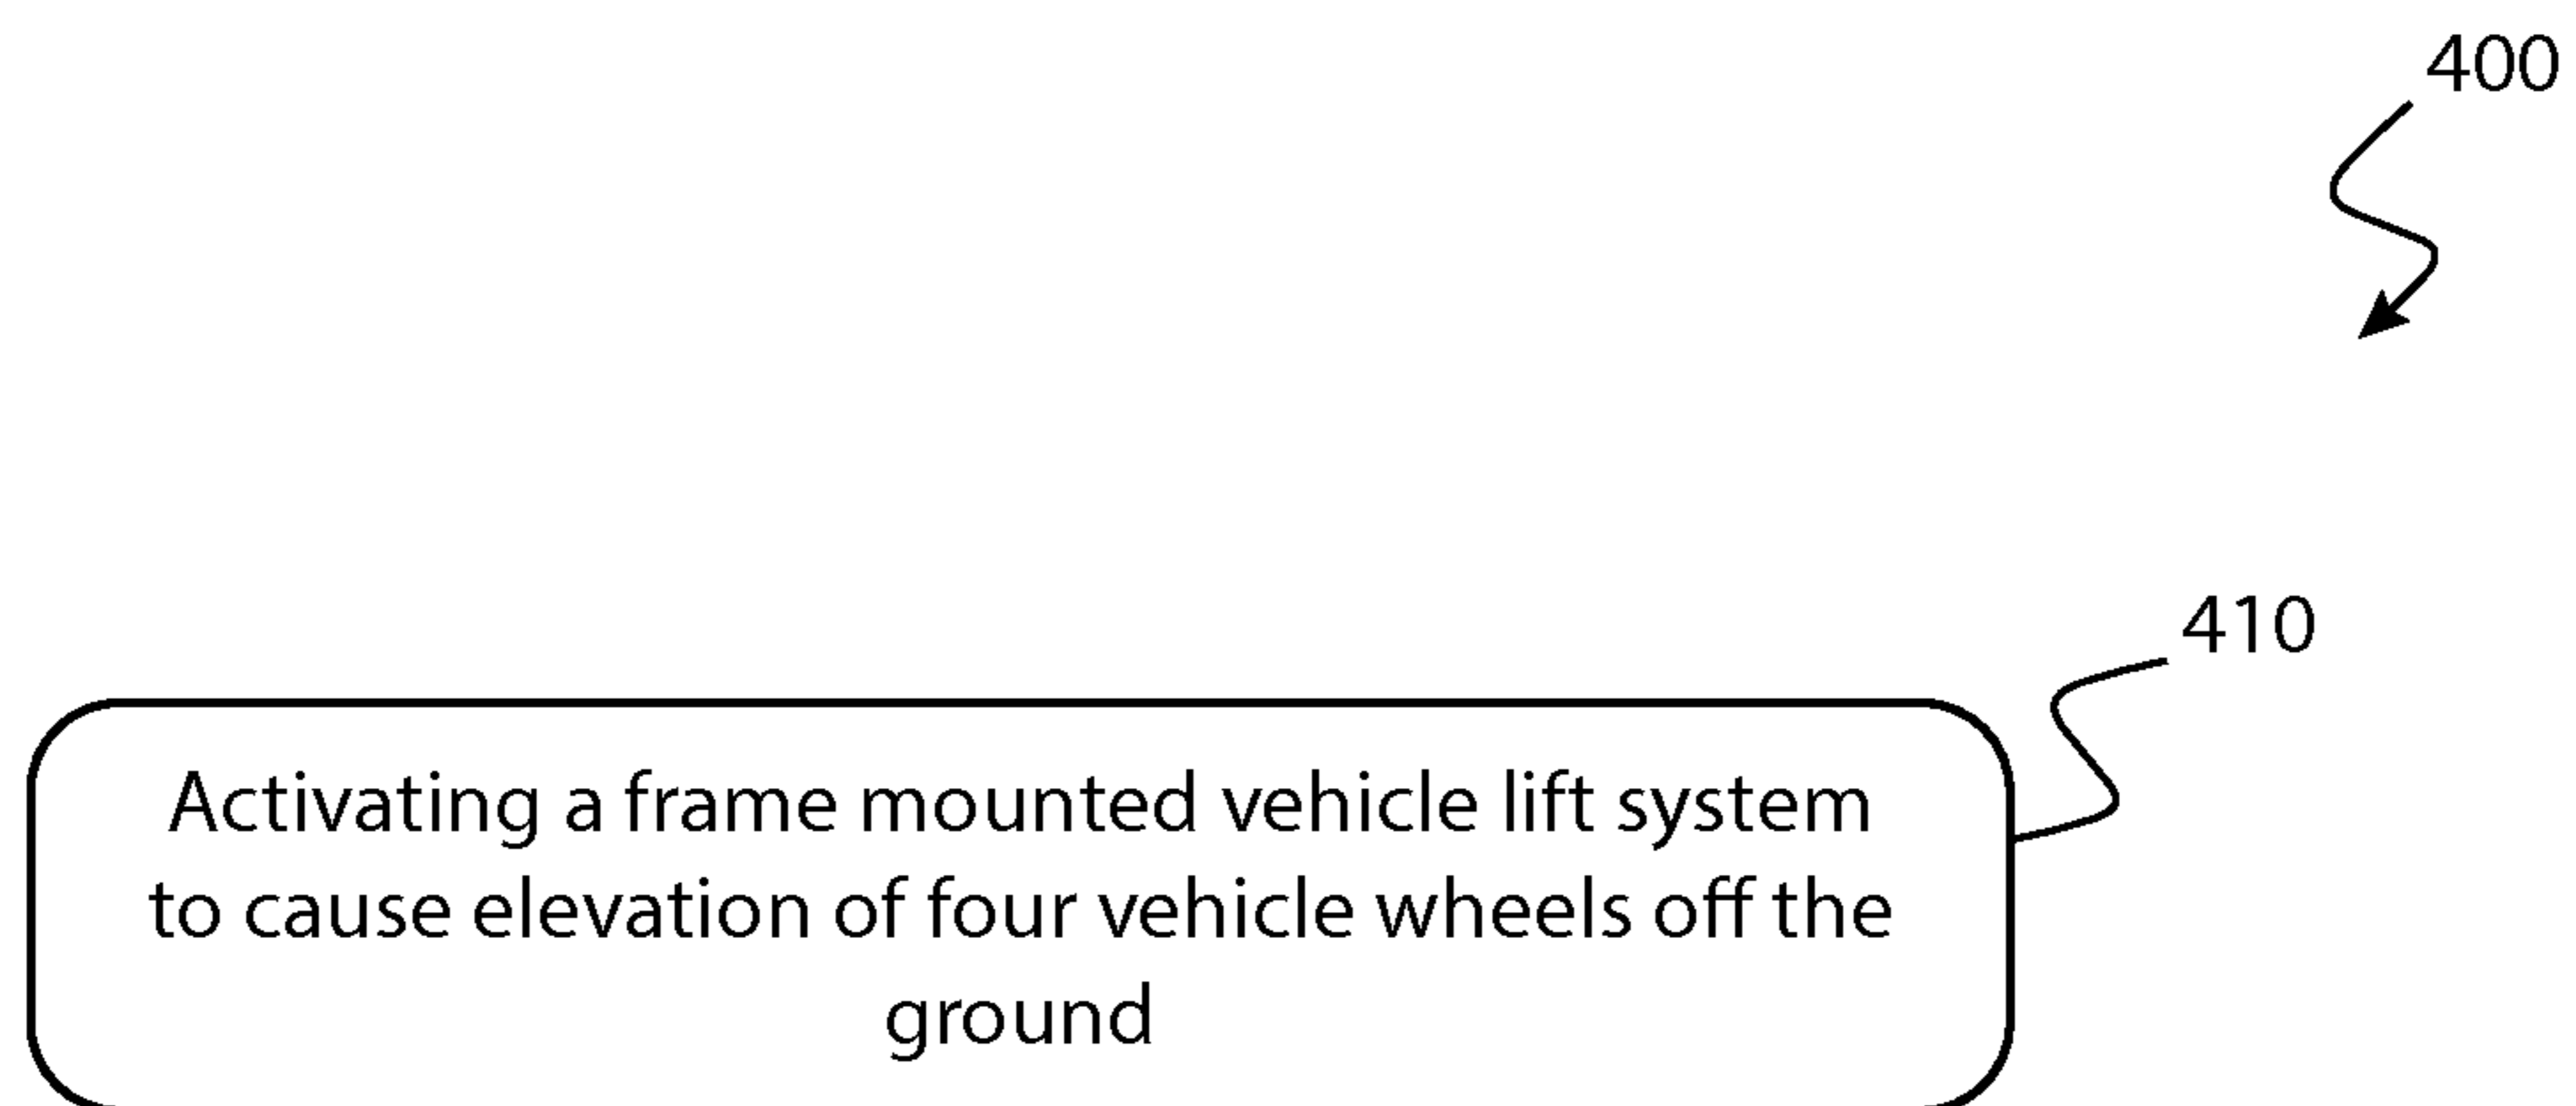 400
410
Activating a frame mounted vehicle lift system
to cause elevation of four vehicle wheels off the
ground